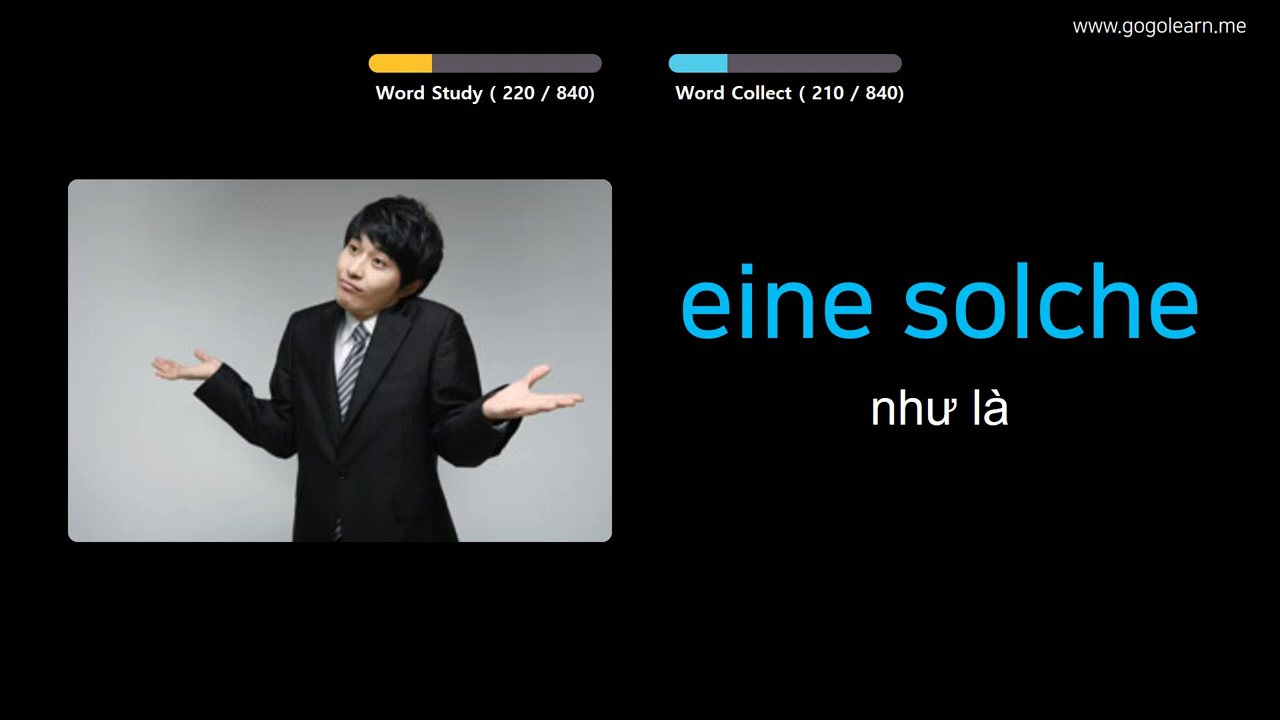 www.gogolearn.me
Word Study ( 220 / 840)
Word Collect ( 210 / 840)
eine solche
như là